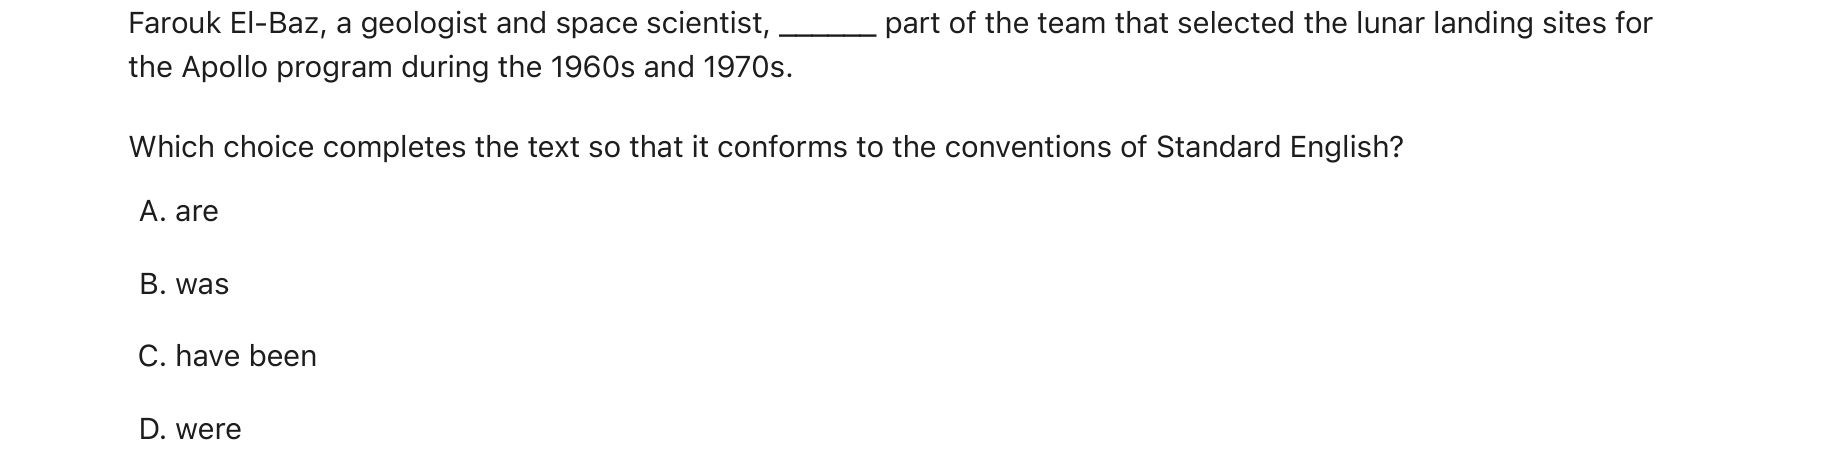 Farouk El-Baz, a geologist and space scientist, ______ part of the team that selected the lunar landing sites for
the Apollo program during the 1960s and 1970s.
Which choice completes the text so that it conforms to the conventions of Standard English?
A. are
B. was
C. have been
D. were